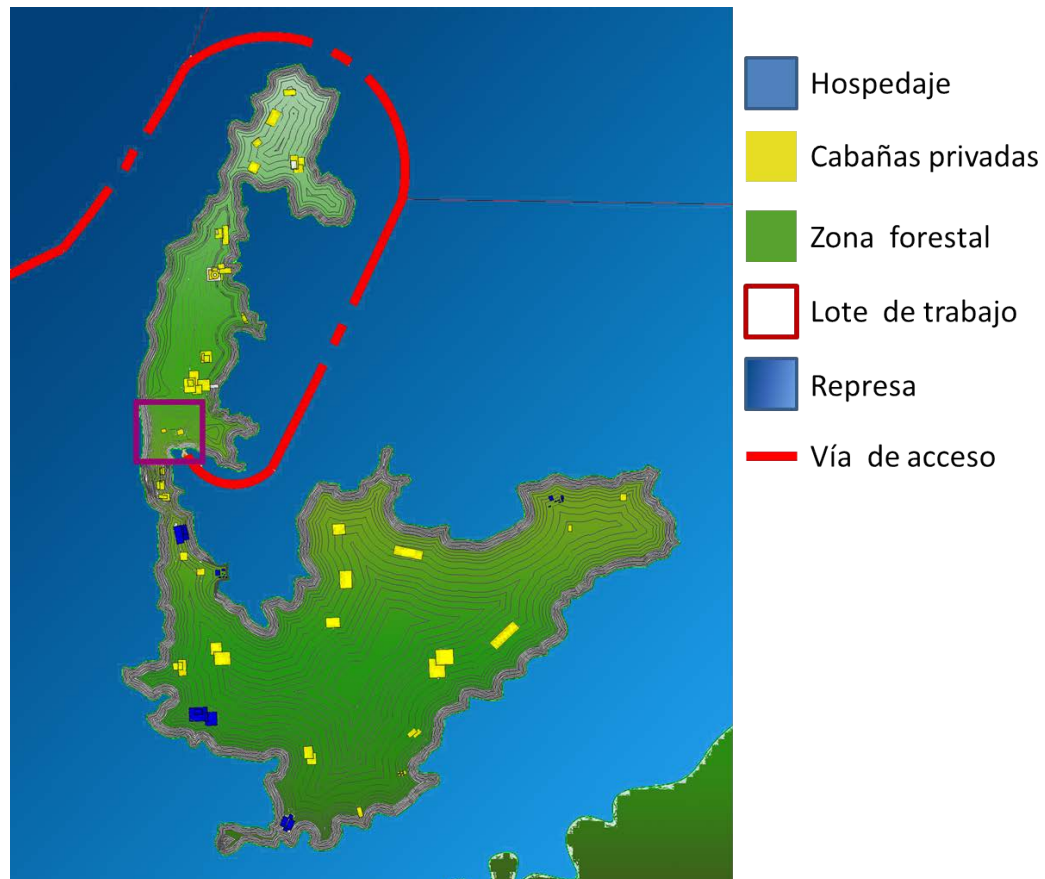 Hospedaje
Cabañas privadas
Zona forestal
Lote de trabajo
Represa
Vía de acceso